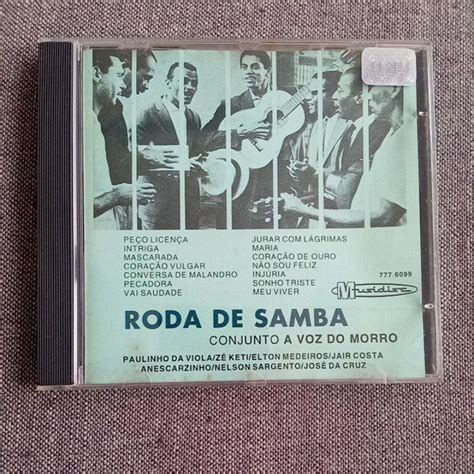 PEÇO LICENÇA
INTRIGA
MASCARADA
CORAÇÃO VULGAR
CONVERSA DE MALANDRO
PECADORA
VAI SAUDADE
JURAR COM LÁGRIMAS
MARIA
CORAÇÃO DE OURO
NÃO SOU FELIZ
INJÚRIA
SONHO TRISTE
MEU VIVER
777.6099
Musidisc
RODA DE SAMBA
CONJUNTO A VOZ DO MORRO
PAULINHO DA VIOLA/ZÉ KETI/ELTON MEDEIROS/JAIR COSTA
ANESCARZINHO/NELSON SARGENTO/JOSÉ DA CRUZ